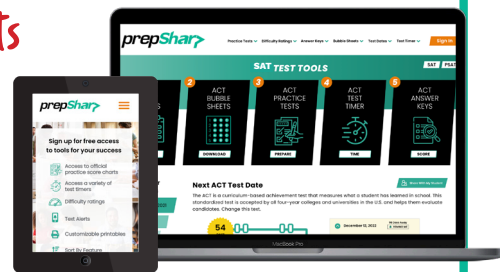 ts
prepSharp
Practice Tests
Difficulty Ratings
Answer Keys
Bubble Sheets
Test Dates
Test Timer
Sign In
SAT TEST TOOLS
SAT
PSAT
2
3
4
5
ACT
BUBBLE
SHEETS
DOWNLOAD
ACT
PRACTICE
TESTS
PREPARE
ACT
TEST
TIMER
TIME
ACT
ANSWER
KEYS
SCORE
Next ACT Test Date
The ACT is a curriculum-based achievement test that measures what a student has learned in school. This
standardized test is accepted by all four-year colleges and universities in the U.S. and helps them evaluate
candidates. Change this text.
54
December 12, 2022
MacBook Pro
prepSharp
Sign up for free access
to tools for your success
Access to official
practice score charts
Access a variety of
test timers
Difficulty ratings
Test Alerts
Customizable printables
Sort By Feature